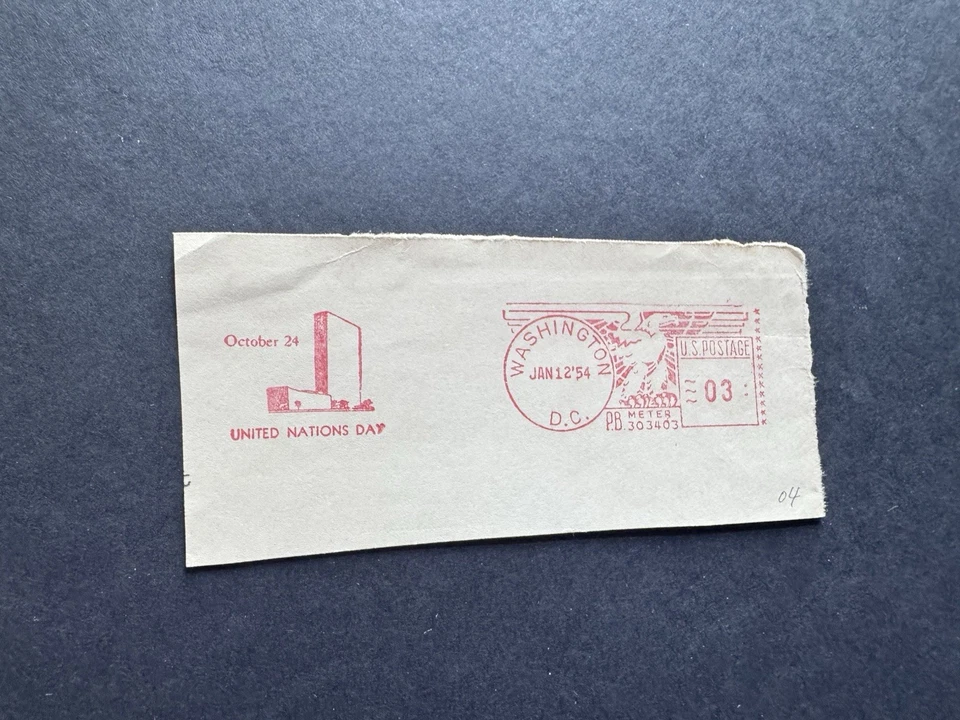 October 24
UNITED NATIONS DAY
WASHINGTON
JAN 12 '54
D.C.
P.B. METER
303403
U.S. POSTAGE
03
04